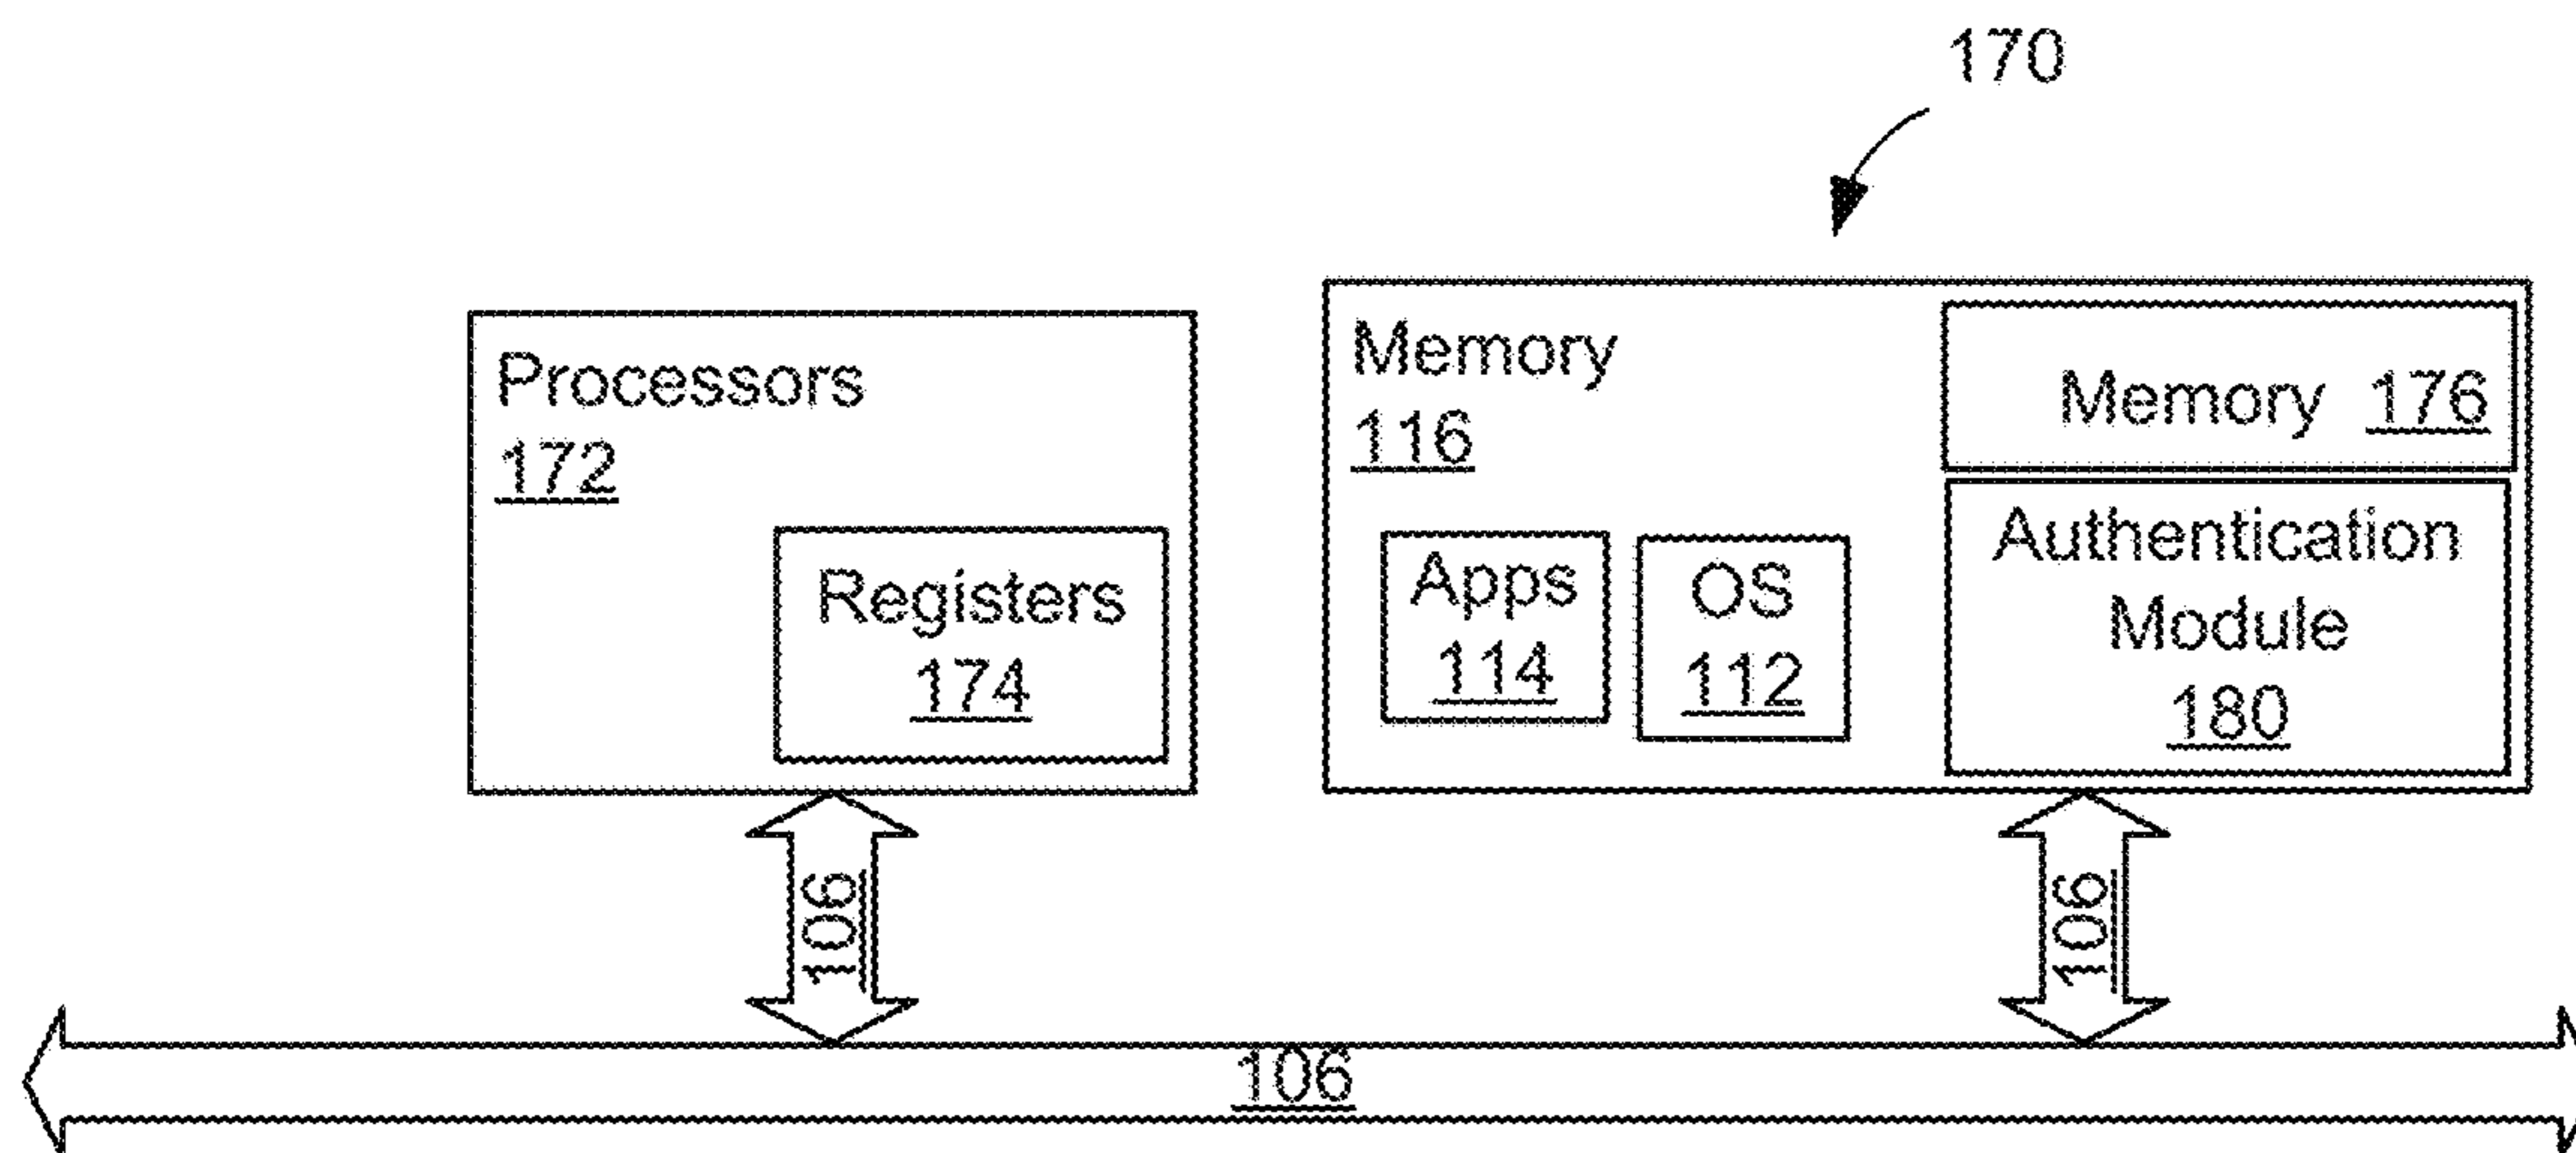 170
Processors
172
Registers
174
Memory
116
Apps
114
OS
112
Memory 176
Authentication
Module
180
106
106
106